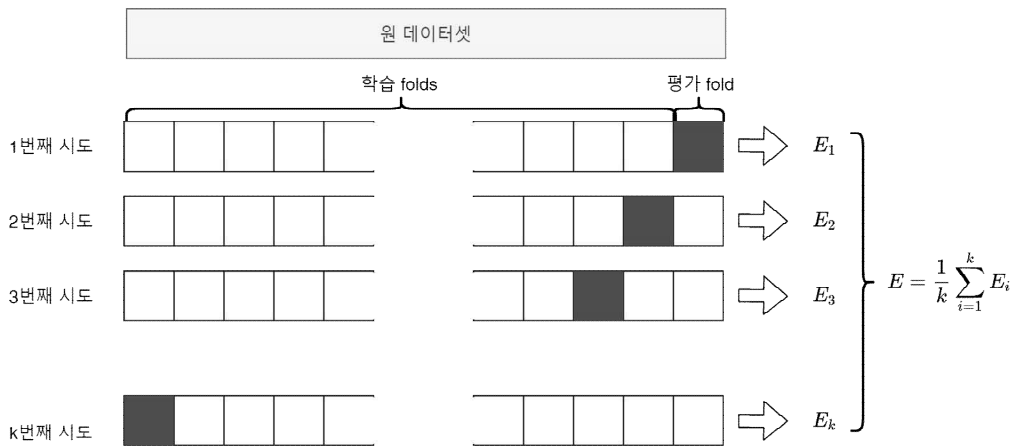 원 데이터셋
학습 folds
평가 fold
1번째 시도
E₁
2번째 시도
E₂
3번째 시도
E₃
E = 1/k ∑_{i=1}^{k} E_i
k번째 시도
E_k